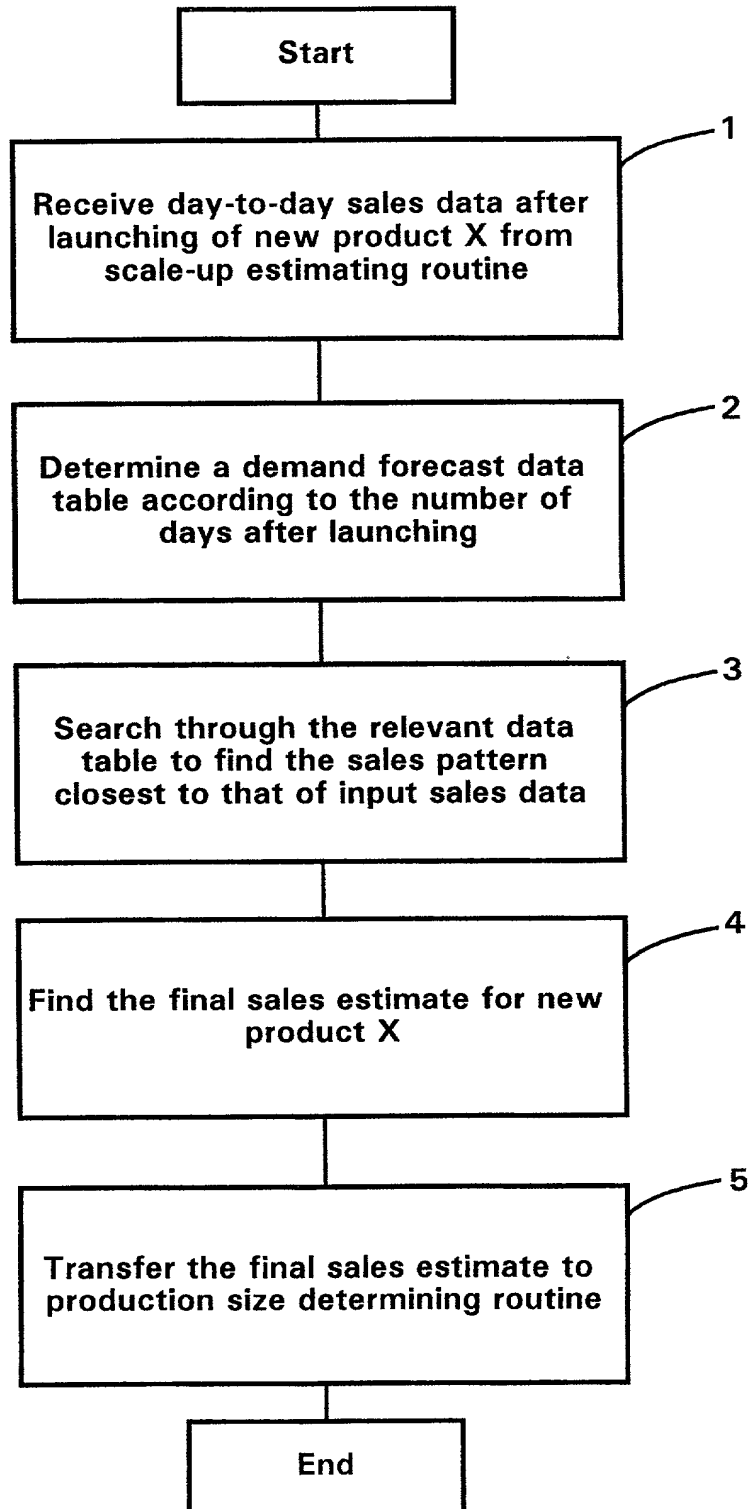 Start
1
Receive day-to-day sales data after
launching of new product X from
scale-up estimating routine
2
Determine a demand forecast data
table according to the number of
days after launching
3
Search through the relevant data
table to find the sales pattern
closest to that of input sales data
4
Find the final sales estimate for new
product X
5
Transfer the final sales estimate to
production size determining routine
End